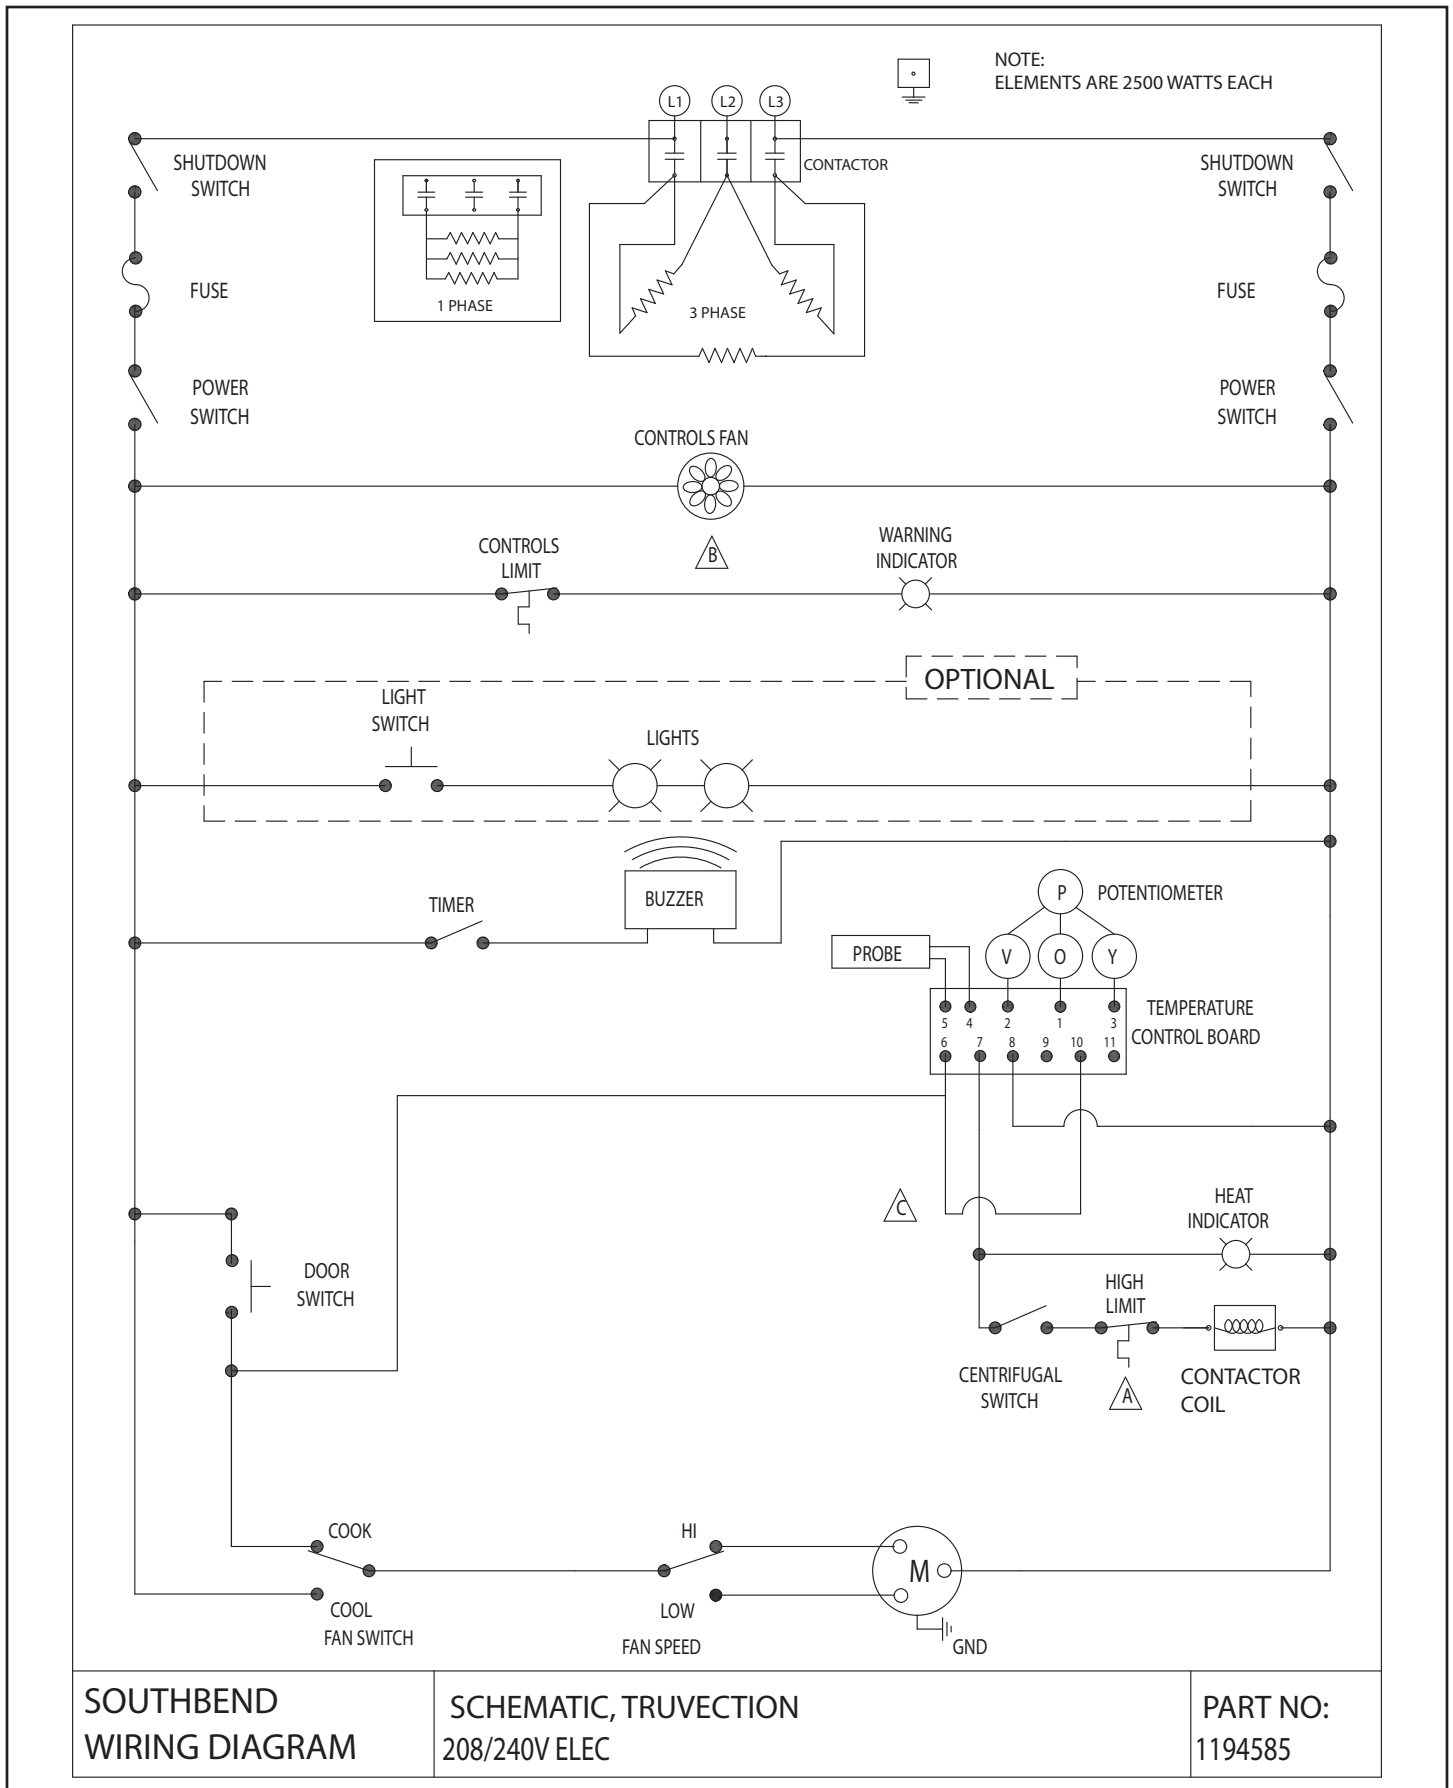 NOTE:
ELEMENTS ARE 2500 WATTS EACH
L1
L2
L3
CONTACTOR
SHUTDOWN
SWITCH
SHUTDOWN
SWITCH
FUSE
FUSE
1 PHASE
3 PHASE
POWER
SWITCH
POWER
SWITCH
CONTROLS FAN
B
CONTROLS
LIMIT
WARNING
INDICATOR
OPTIONAL
LIGHT
SWITCH
LIGHTS
BUZZER
TIMER
P
POTENTIOMETER
PROBE
V
O
Y
5 4 2 1 3
6 7 8 9 10 11
TEMPERATURE
CONTROL BOARD
C
HEAT
INDICATOR
DOOR
SWITCH
HIGH
LIMIT
A
CENTRIFUGAL
SWITCH
CONTACTOR
COIL
COOK
COOL
FAN SWITCH
HI
LOW
FAN SPEED
M
GND
SOUTHBEND
WIRING DIAGRAM
SCHEMATIC, TRUVECTION
208/240V ELEC
PART NO:
1194585